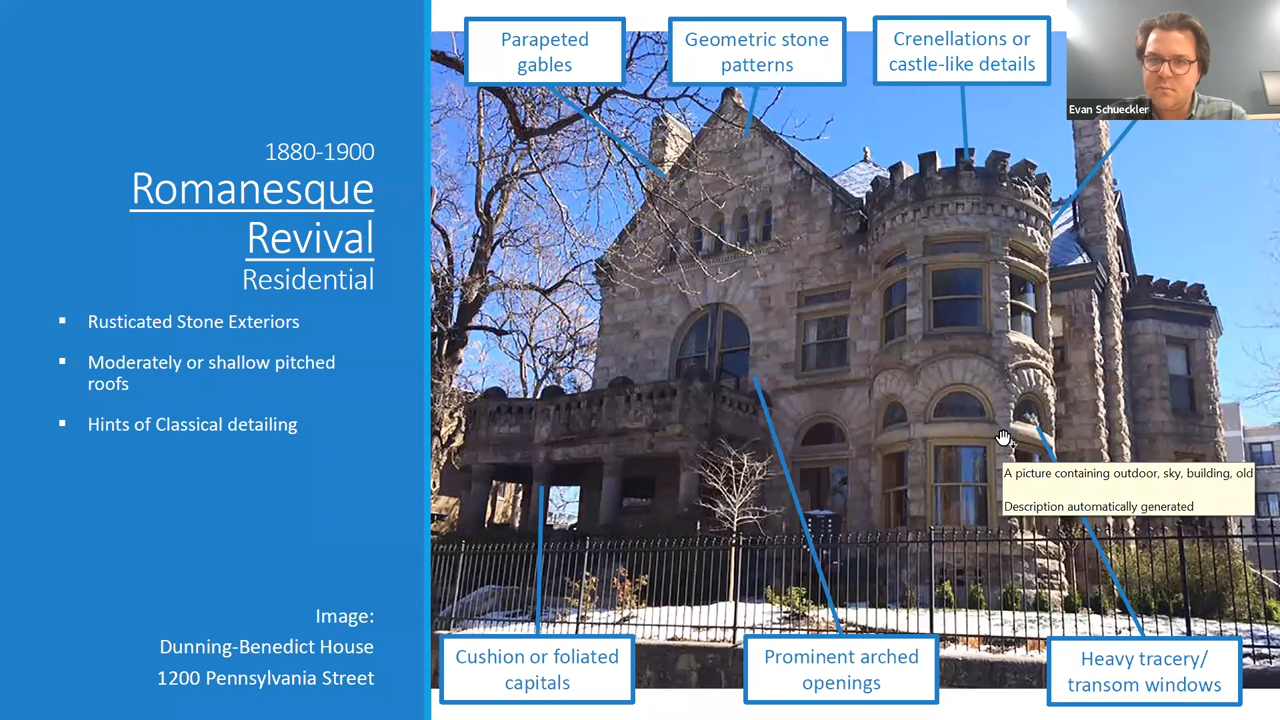 1880-1900
Romanesque
Revival
Residential
Rusticated Stone Exteriors
Moderately or shallow pitched
roofs
Hints of Classical detailing
Image:
Dunning-Benedict House
1200 Pennsylvania Street
Parapeted
gables
Geometric stone
patterns
Crenellations or
castle-like details
Evan Schueckler
A picture containing outdoor, sky, building, old
Description automatically generated
Cushion or foliated
capitals
Prominent arched
openings
Heavy tracery/
transom windows